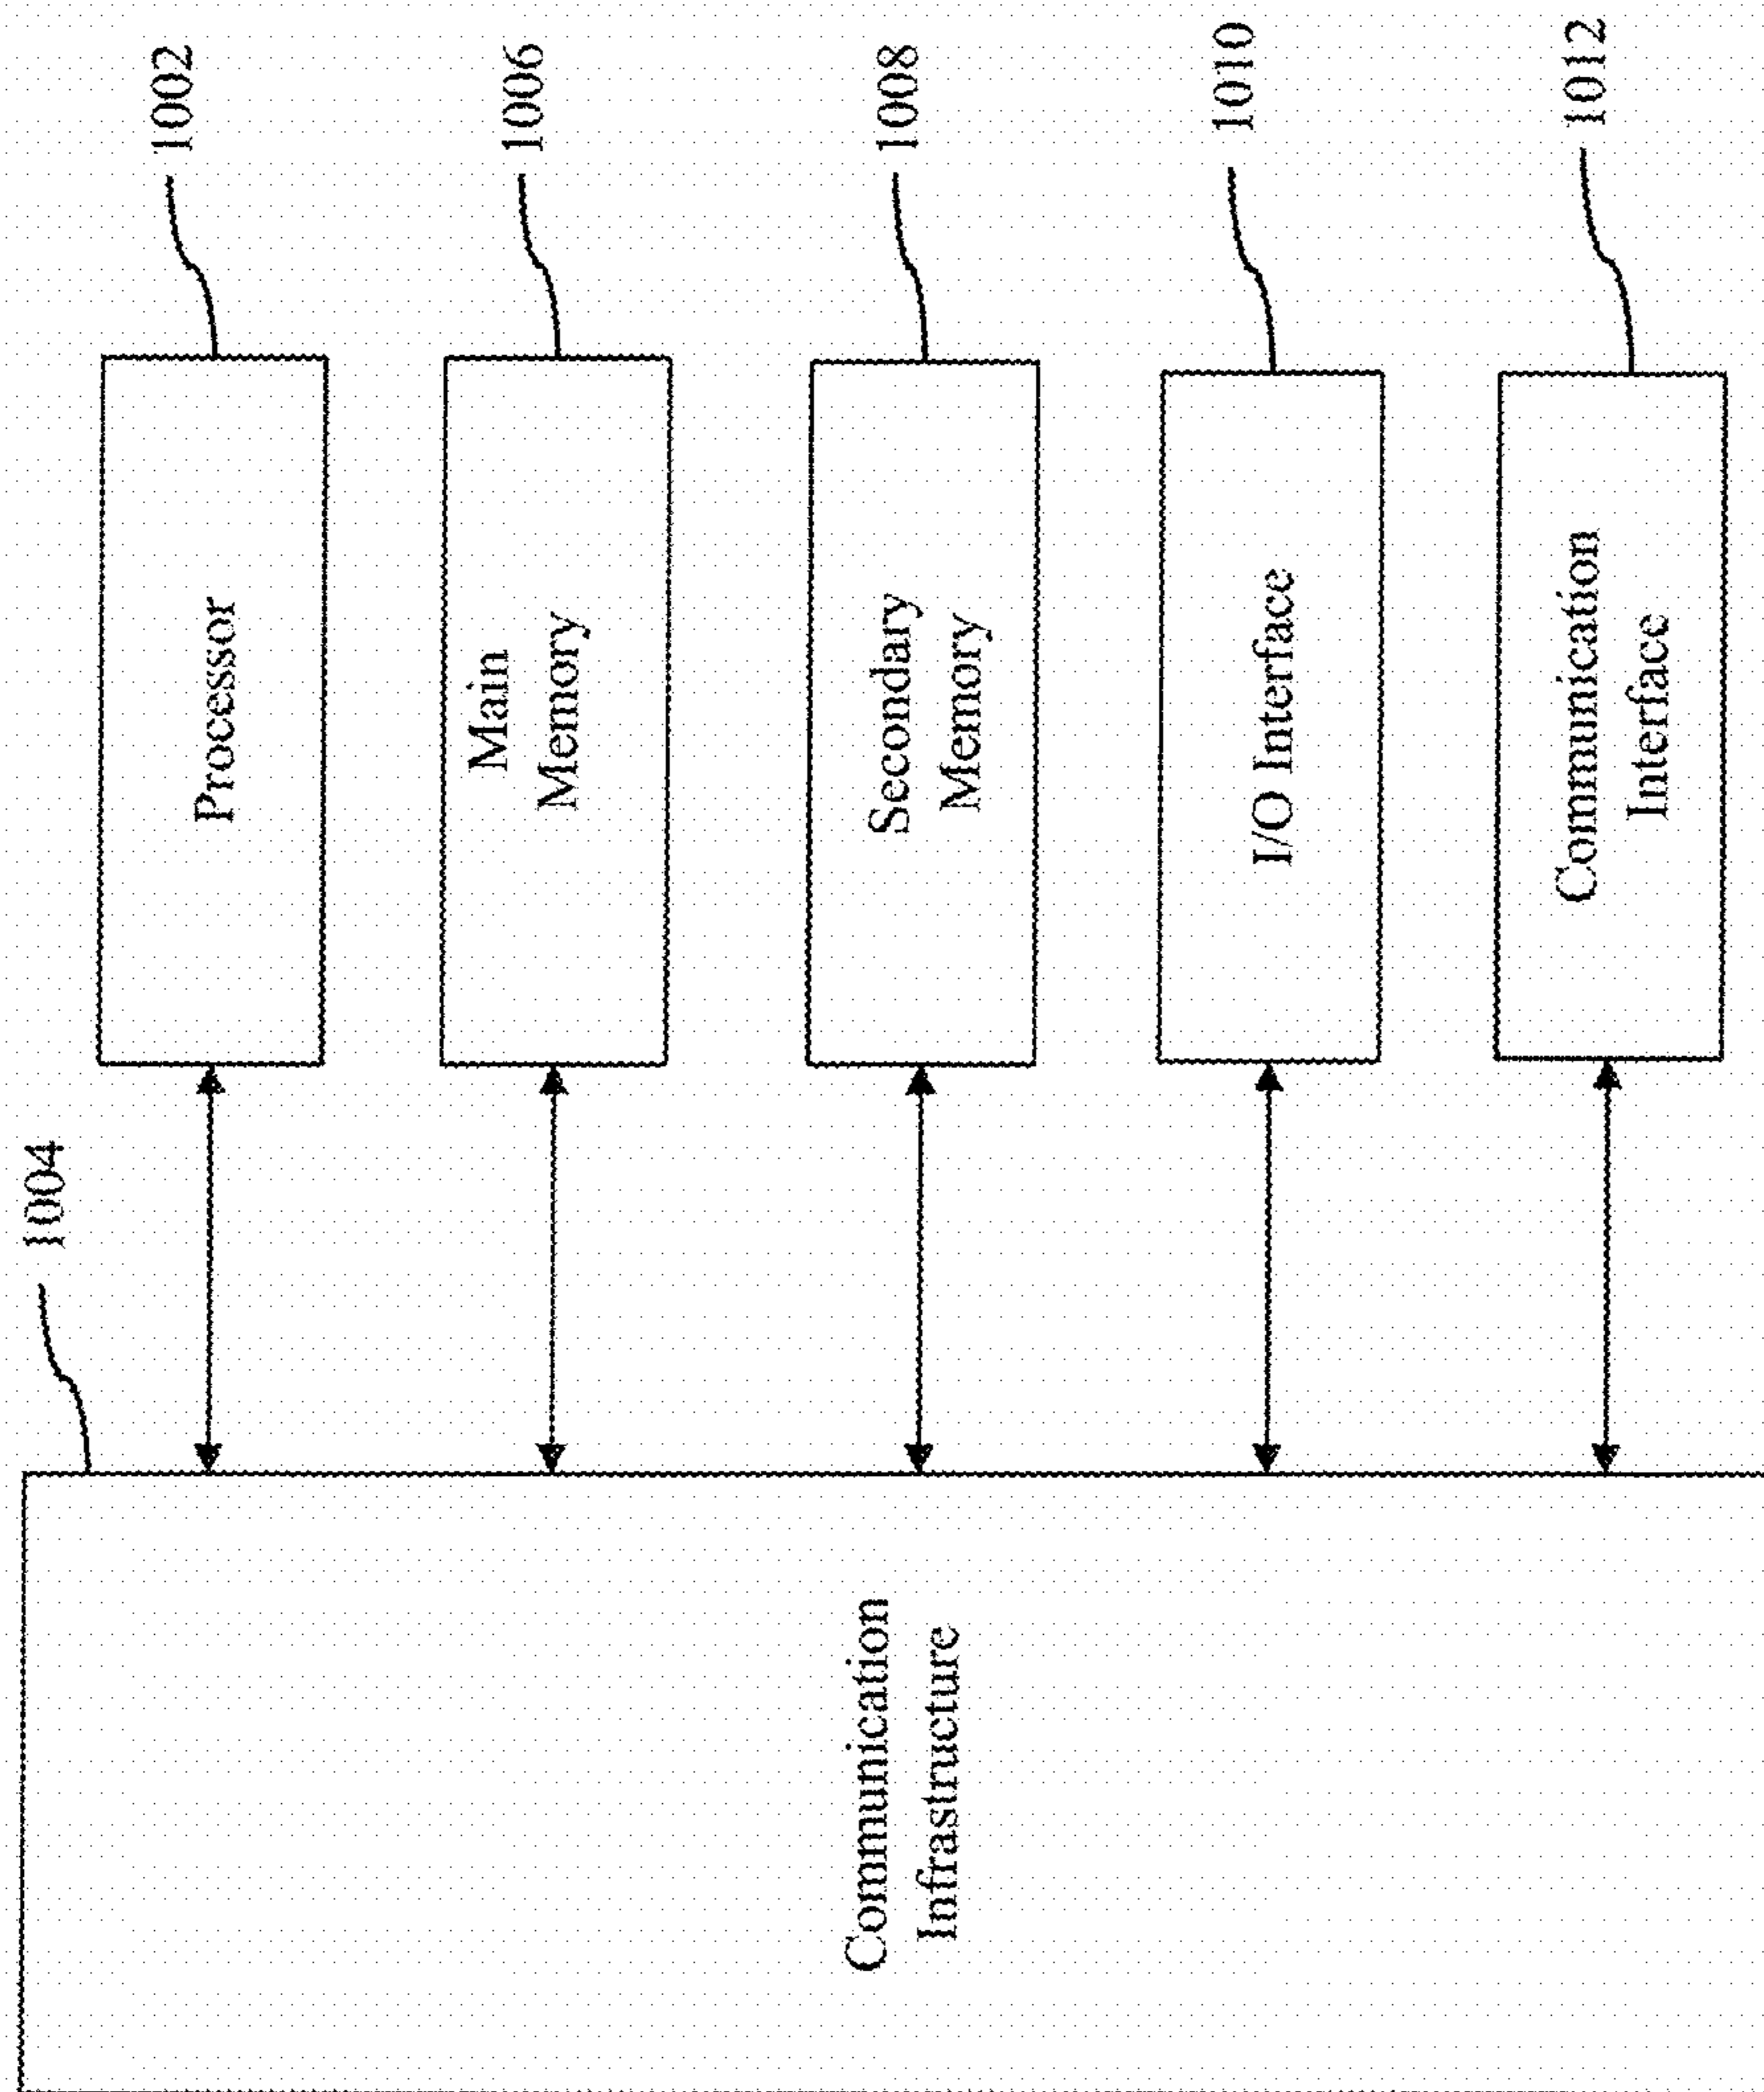 1004
Communication
Infrastructure
Processor
1002
Main
Memory
1006
Secondary
Memory
1008
I/O Interface
1010
Communication
Interface
1012